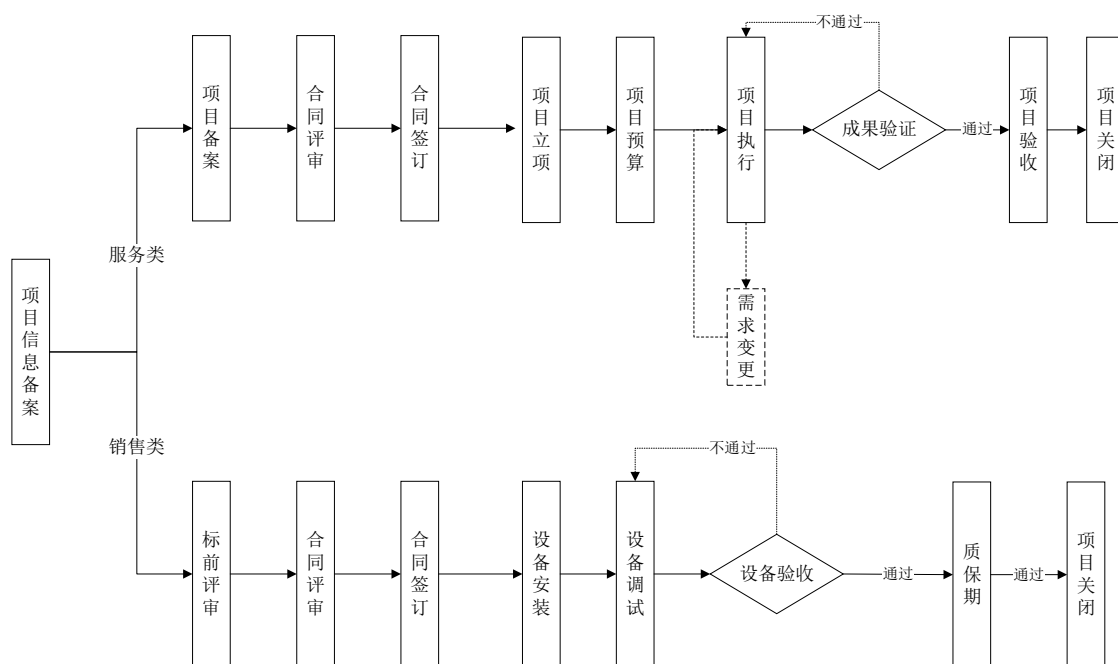 不通过
项目备案
合同评审
合同签订
项目立项
项目预算
项目执行
成果验证
通过
项目验收
项目关闭
服务类
项目信息备案
需求变更
销售类
不通过
标前评审
合同评审
合同签订
设备安装
设备调试
设备验收
通过
质保期
通过
项目关闭